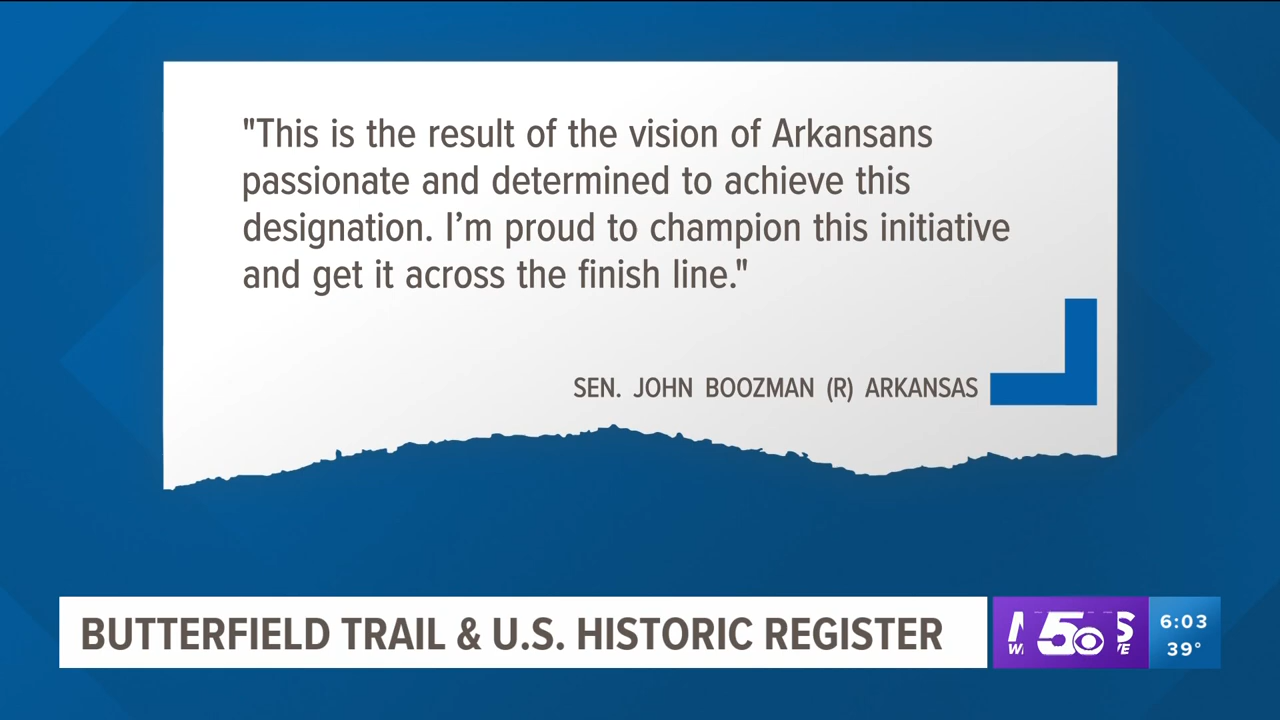 "This is the result of the vision of Arkansans
passionate and determined to achieve this
designation. I’m proud to champion this initiative
and get it across the finish line."
SEN. JOHN BOOZMAN (R) ARKANSAS
BUTTERFIELD TRAIL & U.S. HISTORIC REGISTER
5
6:03
39°